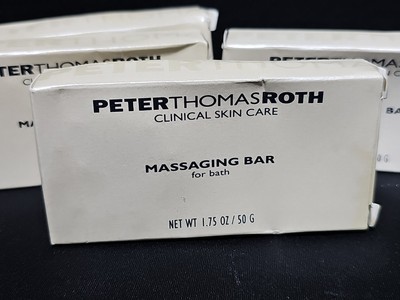 PETERTHOMASROTH
CLINICAL SKIN CARE
MASSAGING BAR
for bath
NET WT 1.75 OZ / 50 G